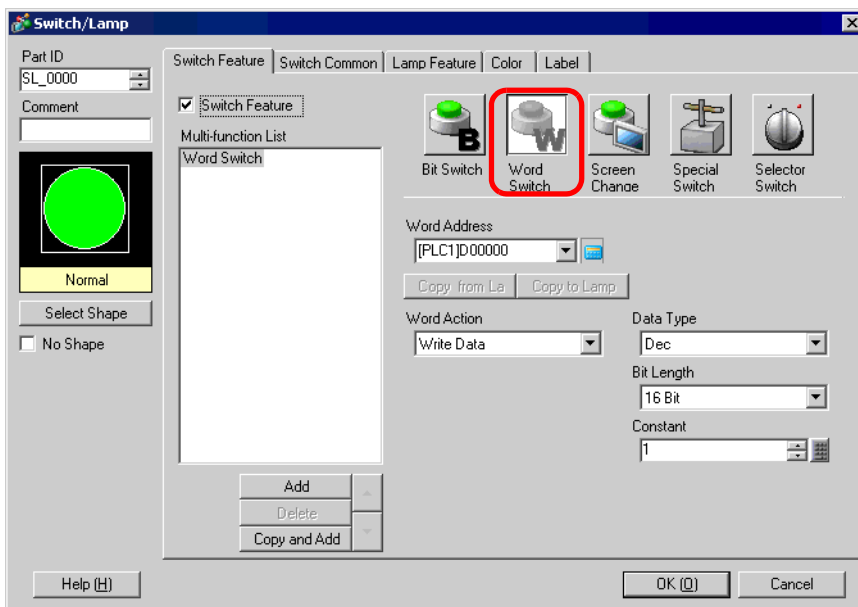 Switch/Lamp
Part ID
SL_0000
Comment
Normal
Select Shape
No Shape
Switch Feature
Switch Common
Lamp Feature
Color
Label
Switch Feature
Multi-function List
Word Switch
Add
Delete
Copy and Add
B
Bit Switch
W
Word
Switch
Screen
Change
Special
Switch
Selector
Switch
Word Address
[PLC1]D00000
Copy from La
Copy to Lamp
Word Action
Write Data
Data Type
Dec
Bit Length
16 Bit
Constant
1
Help (H)
OK (O)
Cancel